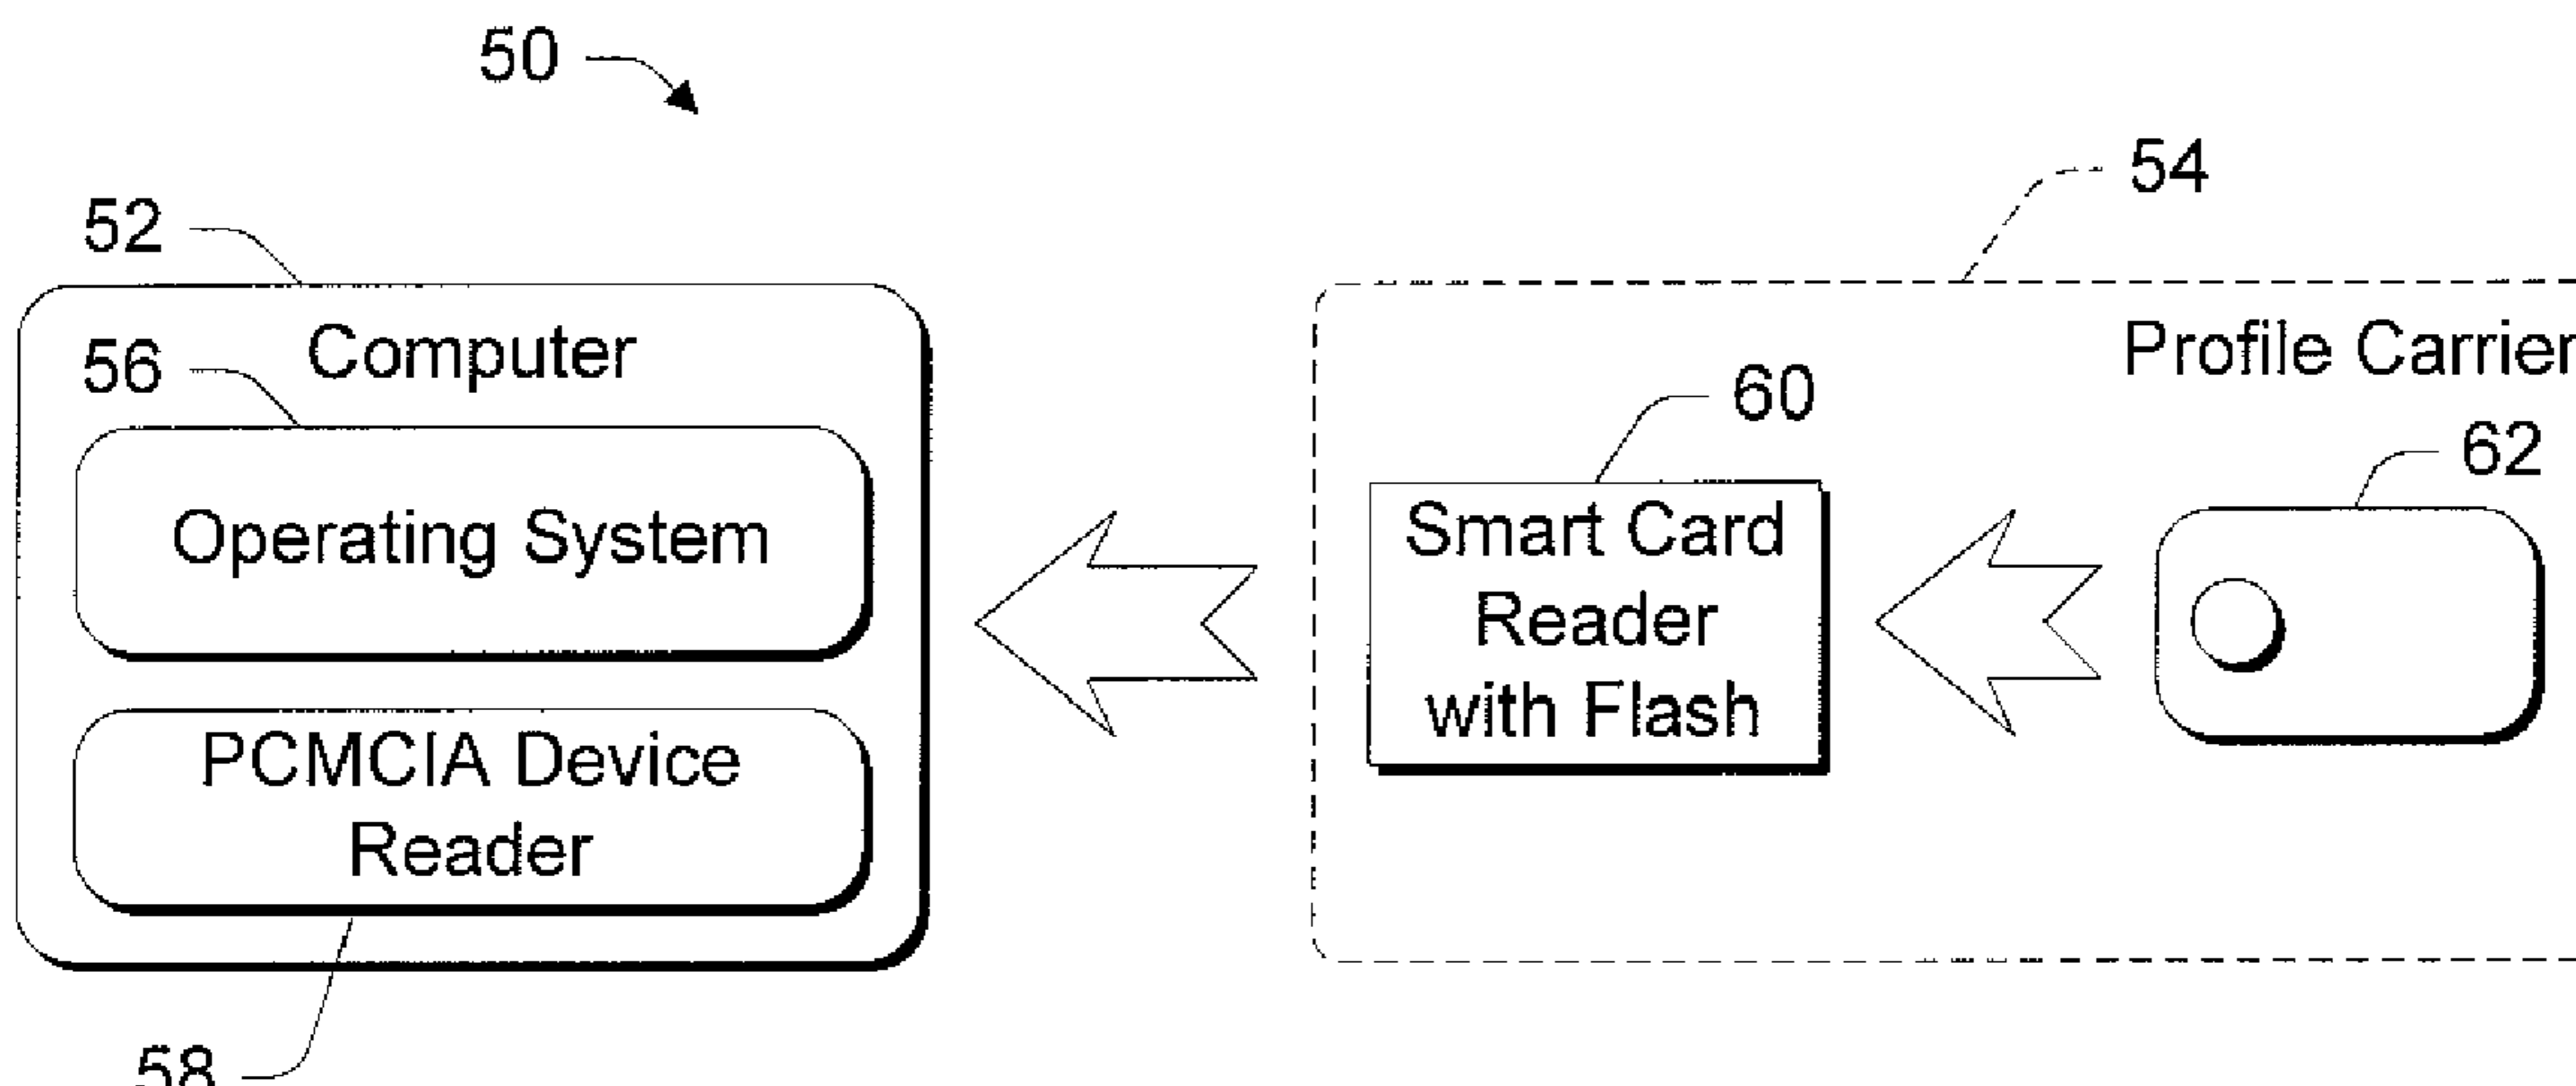 50
54
52
Computer
Profile Carrier
56
60
62
Operating System
Smart Card
Reader
with Flash
PCMCIA Device
Reader
58